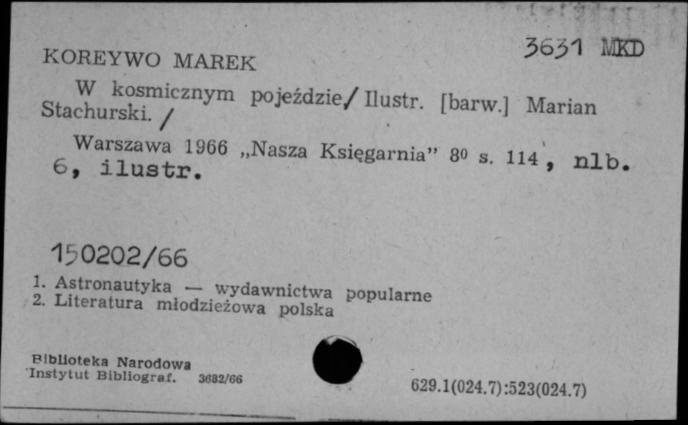 3631 MKD
KOREYWO MAREK
W kosmicznym pojeździe/ Ilustr. [barw.] Marian
Stachurski. /
Warszawa 1966 „Nasza Księgarnia” 8⁰ s. 114, nlb.
6, ilustr.
150202/66
1. Astronautyka — wydawnictwa popularne
2. Literatura młodzieżowa polska
Biblioteka Narodowa
Instytut Bibliograf. 3682/66
629.1(024.7):523(024.7)